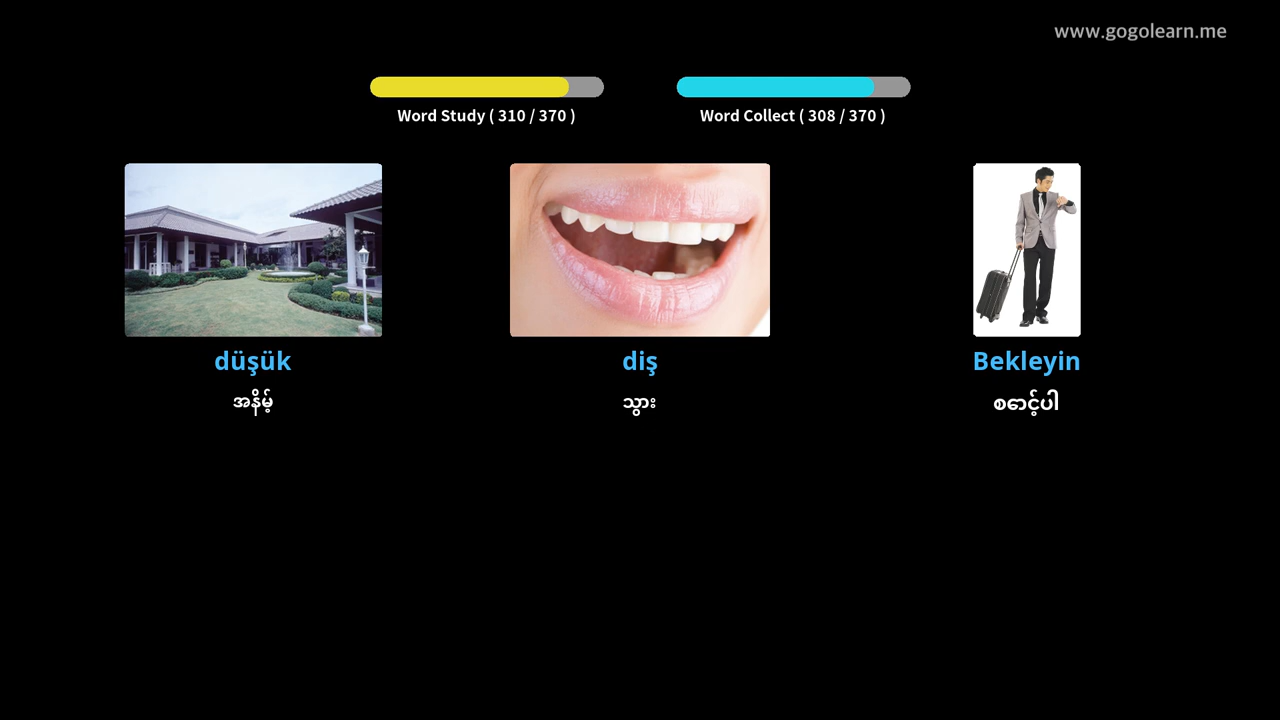 www.gogolearn.me
Word Study ( 310 / 370 )
Word Collect ( 308 / 370 )
düşük
diş
Bekleyin
အနိမ့်
သွား
စောင့်ပါ